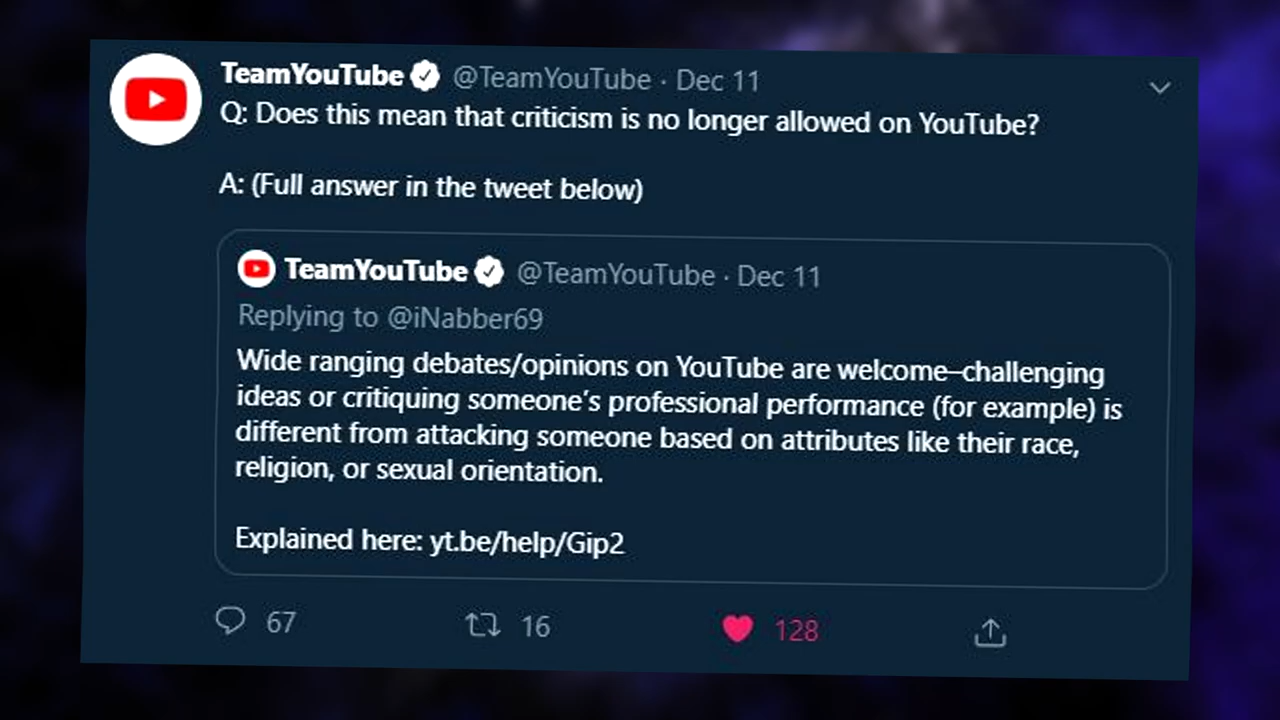 TeamYouTube @TeamYouTube · Dec 11
Q: Does this mean that criticism is no longer allowed on YouTube?
A: (Full answer in the tweet below)
TeamYouTube @TeamYouTube · Dec 11
Replying to @iNabber69
Wide ranging debates/opinions on YouTube are welcome–challenging
ideas or critiquing someone's professional performance (for example) is
different from attacking someone based on attributes like their race,
religion, or sexual orientation.
Explained here: yt.be/help/Gip2
67 16 128